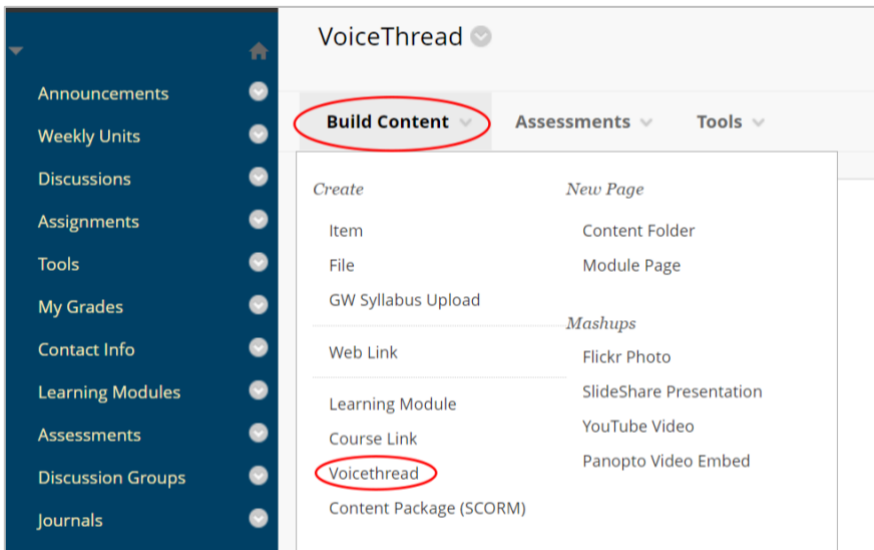 Announcements
Weekly Units
Discussions
Assignments
Tools
My Grades
Contact Info
Learning Modules
Assessments
Discussion Groups
Journals
VoiceThread
Build Content
Assessments
Tools
Create
Item
File
GW Syllabus Upload
Web Link
Learning Module
Course Link
Voicethread
Content Package (SCORM)
New Page
Content Folder
Module Page
Mashups
Flickr Photo
SlideShare Presentation
YouTube Video
Panopto Video Embed